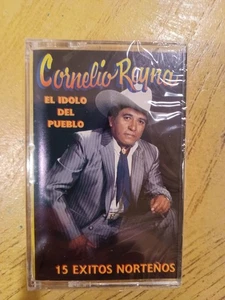 Cornelio Reyna
EL IDOLO
DEL
PUEBLO
15 EXITOS NORTEÑOS